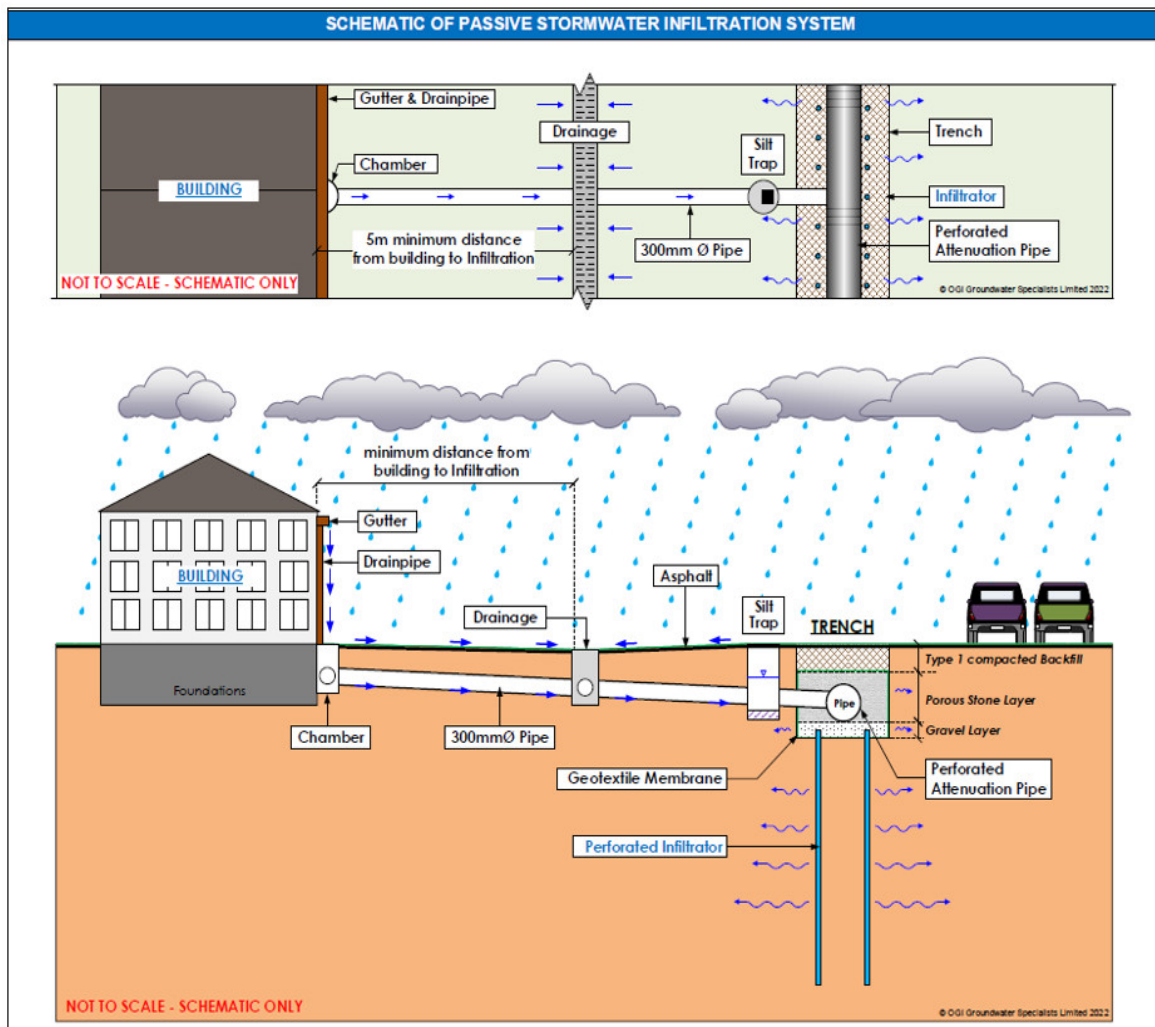 SCHEMATIC OF PASSIVE STORMWATER INFILTRATION SYSTEM
Gutter & Drainpipe
Drainage
Silt
Trap
Trench
Chamber
BUILDING
Infiltrator
5m minimum distance
from building to Infiltration
300mm Ø Pipe
Perforated
Attenuation Pipe
NOT TO SCALE - SCHEMATIC ONLY
© OGI Groundwater Specialists Limited 2022
minimum distance from
building to Infiltration
Gutter
Drainpipe
BUILDING
Asphalt
Silt
Trap
Drainage
TRENCH
Type 1 compacted Backfill
Foundations
Pipe
Porous Stone Layer
Gravel Layer
Chamber
300mmØ Pipe
Geotextile Membrane
Perforated
Attenuation Pipe
Perforated Infiltrator
NOT TO SCALE - SCHEMATIC ONLY
© OGI Groundwater Specialists Limited 2022